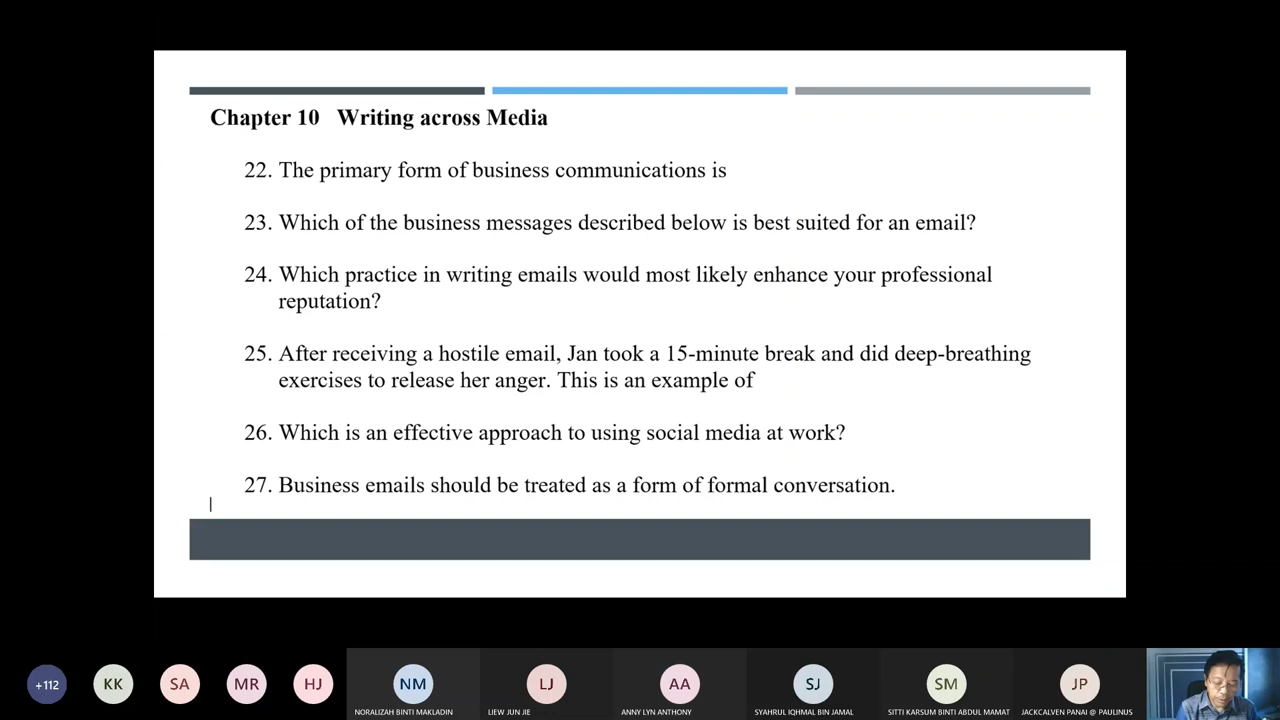 Chapter 10 Writing across Media
22. The primary form of business communications is
23. Which of the business messages described below is best suited for an email?
24. Which practice in writing emails would most likely enhance your professional
reputation?
25. After receiving a hostile email, Jan took a 15-minute break and did deep-breathing
exercises to release her anger. This is an example of
26. Which is an effective approach to using social media at work?
27. Business emails should be treated as a form of formal conversation.
+112 KK SA MR HJ NM LJ AA SJ SM JP
NORALIZAH BINTI MAKLADIN LIEW JUN JIE ANNY LYN ANTHONY SYAHRUL IQHMAL BIN JAMAL SITTI KARSUM BINTI ABDUL MAMAT JACKCALVEN PANAI @ PAULINUS